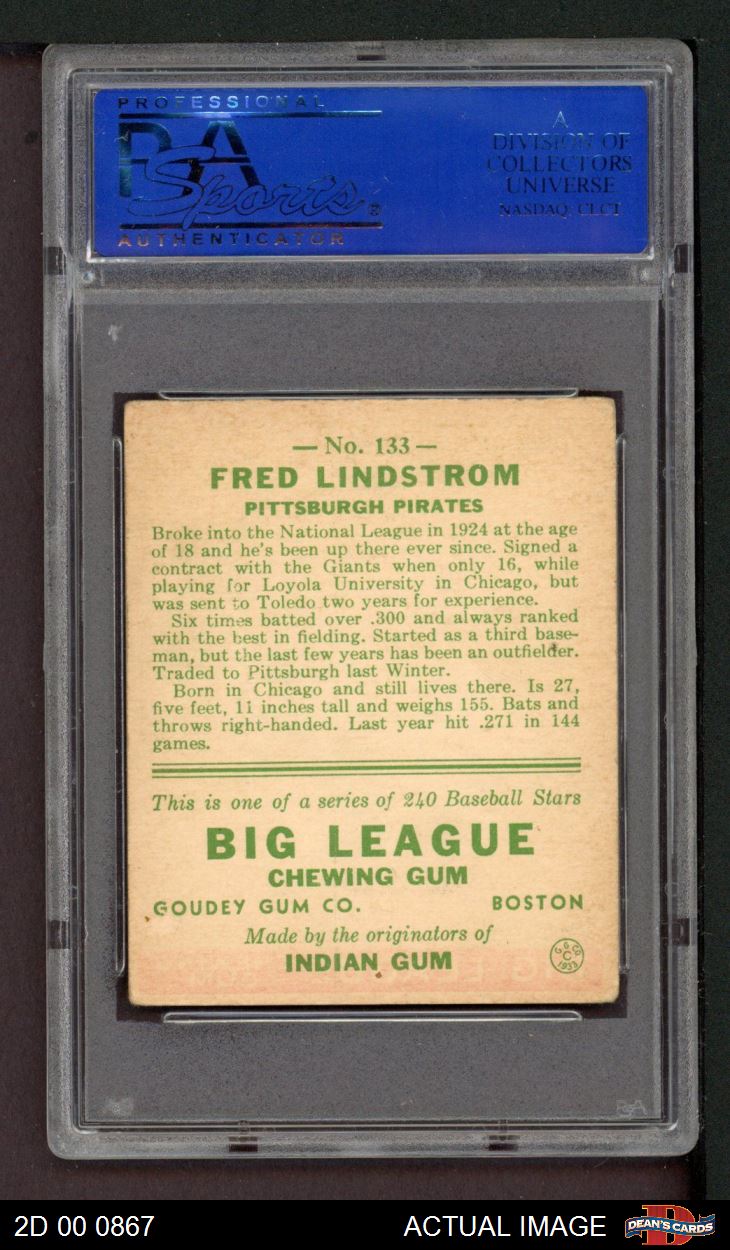 PROFESSIONAL
PSA
Sports®
AUTHENTICATOR
A
DIVISION OF
COLLECTORS
UNIVERSE
NASDAQ: CLCT
— No. 133 —
FRED LINDSTROM
PITTSBURGH PIRATES
Broke into the National League in 1924 at the age
of 18 and he's been up there ever since. Signed a
contract with the Giants when only 16, while
playing for Loyola University in Chicago, but
was sent to Toledo two years for experience.
Six times batted over .300 and always ranked
with the best in fielding. Started as a third base-
man, but the last few years has been an outfielder.
Traded to Pittsburgh last Winter.
Born in Chicago and still lives there. Is 27,
five feet, 11 inches tall and weighs 155. Bats and
throws right-handed. Last year hit .271 in 144
games.
This is one of a series of 240 Baseball Stars
BIG LEAGUE
CHEWING GUM
GOUDEY GUM CO. BOSTON
Made by the originators of
INDIAN GUM
G.G.CO.
C
1933
PSA
2D 00 0867 ACTUAL IMAGE
DEAN'S CARDS